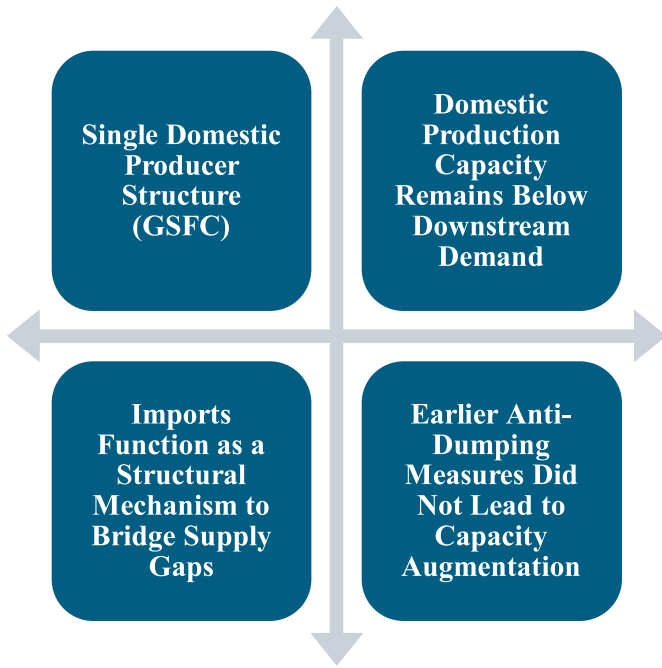 Single Domestic
Producer
Structure
(GSFC)
Domestic
Production
Capacity
Remains Below
Downstream
Demand
Imports
Function as a
Structural
Mechanism to
Bridge Supply
Gaps
Earlier Anti-
Dumping
Measures Did
Not Lead to
Capacity
Augmentation